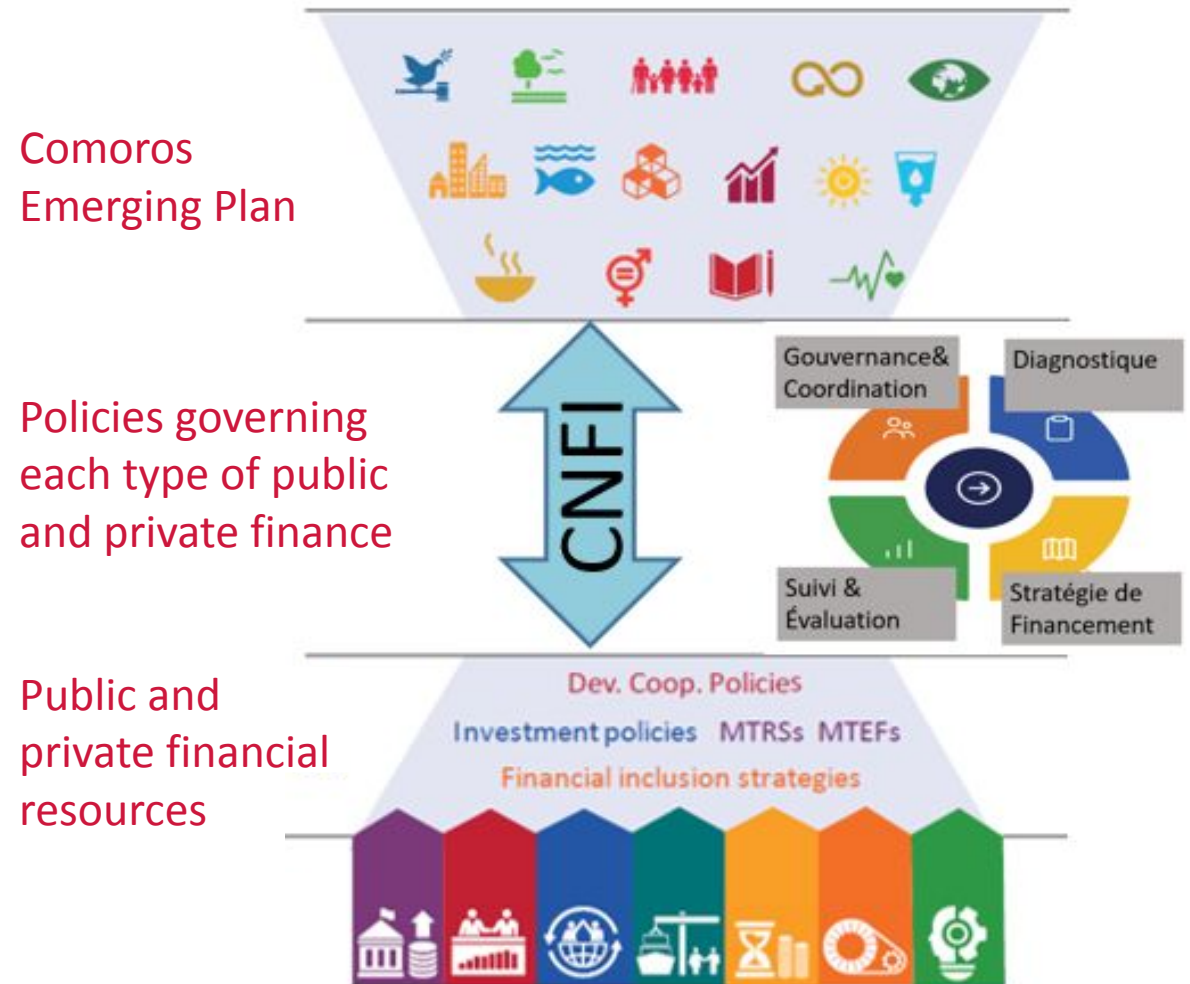 Comoros
Emerging Plan
Policies governing
each type of public
and private finance
CNFI
Gouvernance&
Coordination
Diagnostique
Suivi &
Évaluation
Stratégie de
Financement
Public and
private financial
resources
Dev. Coop. Policies
Investment policies MTRSs MTEFs
Financial inclusion strategies